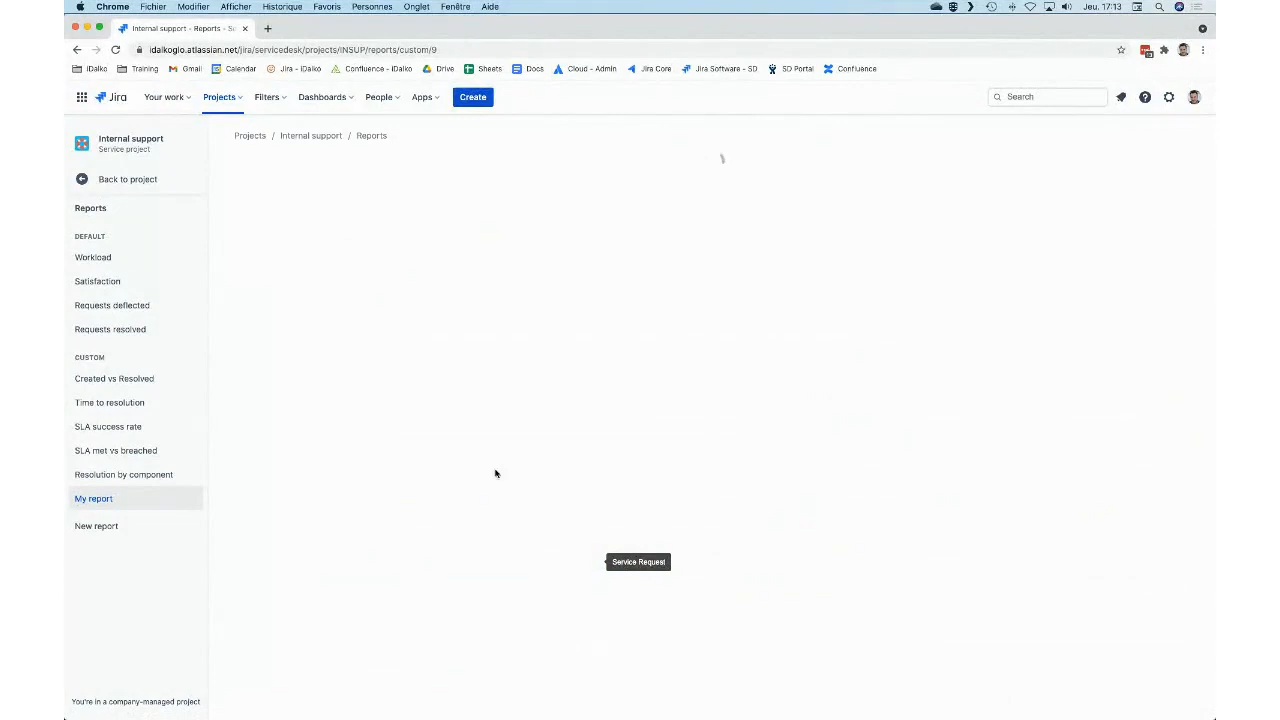 Chrome Fichier Modifier Afficher Historique Favoris Personnes Onglet Fenêtre Aide Jeu. 17:13
Internal support - Reports - Se
idalkoglo.atlassian.net/jira/servicedesk/projects/INSUP/reports/custom/9
iDalko Training Gmail Calendar Jira - iDalko Confluence - iDalko Drive Sheets Docs Cloud - Admin Jira Core Jira Software - SD SD Portal Confluence
Jira Your work Projects Filters Dashboards People Apps Create Search
Internal support
Service project
Projects / Internal support / Reports
Back to project
Reports
DEFAULT
Workload
Satisfaction
Requests deflected
Requests resolved
CUSTOM
Created vs Resolved
Time to resolution
SLA success rate
SLA met vs breached
Resolution by component
My report
New report
Service Request
You're in a company-managed project